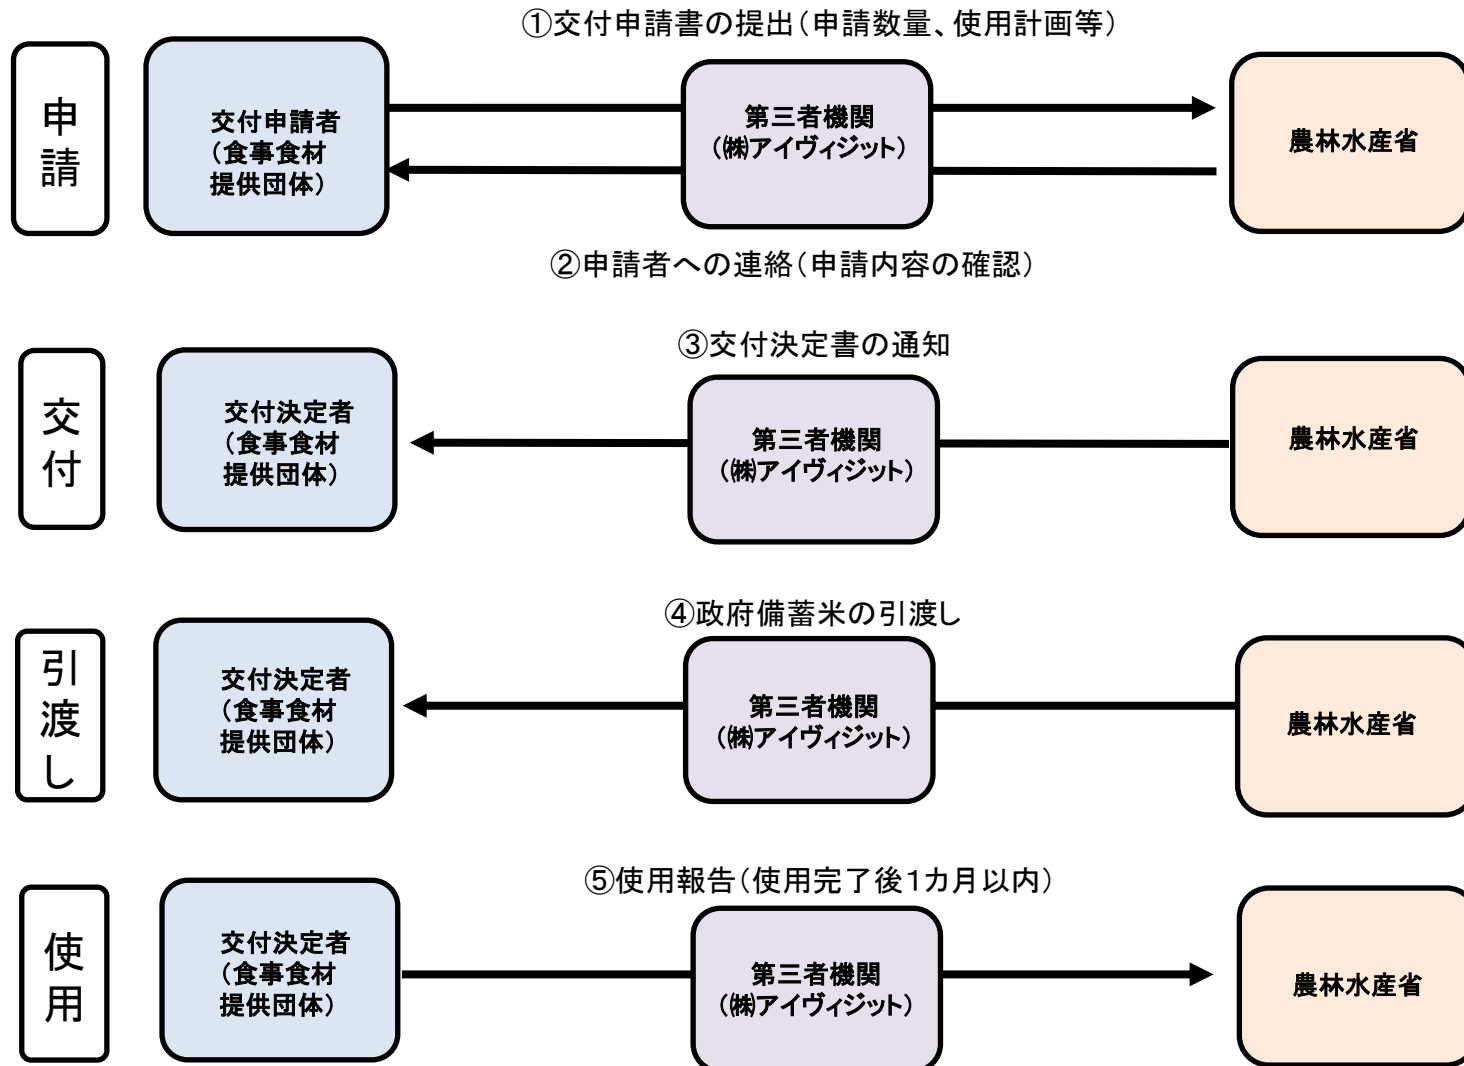 ①交付申請書の提出（申請数量、使用計画等）
申
請
交付申請者
（食事食材
提供団体）
第三者機関
（㈱アイヴィジット）
農林水産省
②申請者への連絡（申請内容の確認）
③交付決定書の通知
交
付
交付決定者
（食事食材
提供団体）
第三者機関
（㈱アイヴィジット）
農林水産省
④政府備蓄米の引渡し
引
渡
し
交付決定者
（食事食材
提供団体）
第三者機関
（㈱アイヴィジット）
農林水産省
⑤使用報告（使用完了後1カ月以内）
使
用
交付決定者
（食事食材
提供団体）
第三者機関
（㈱アイヴィジット）
農林水産省